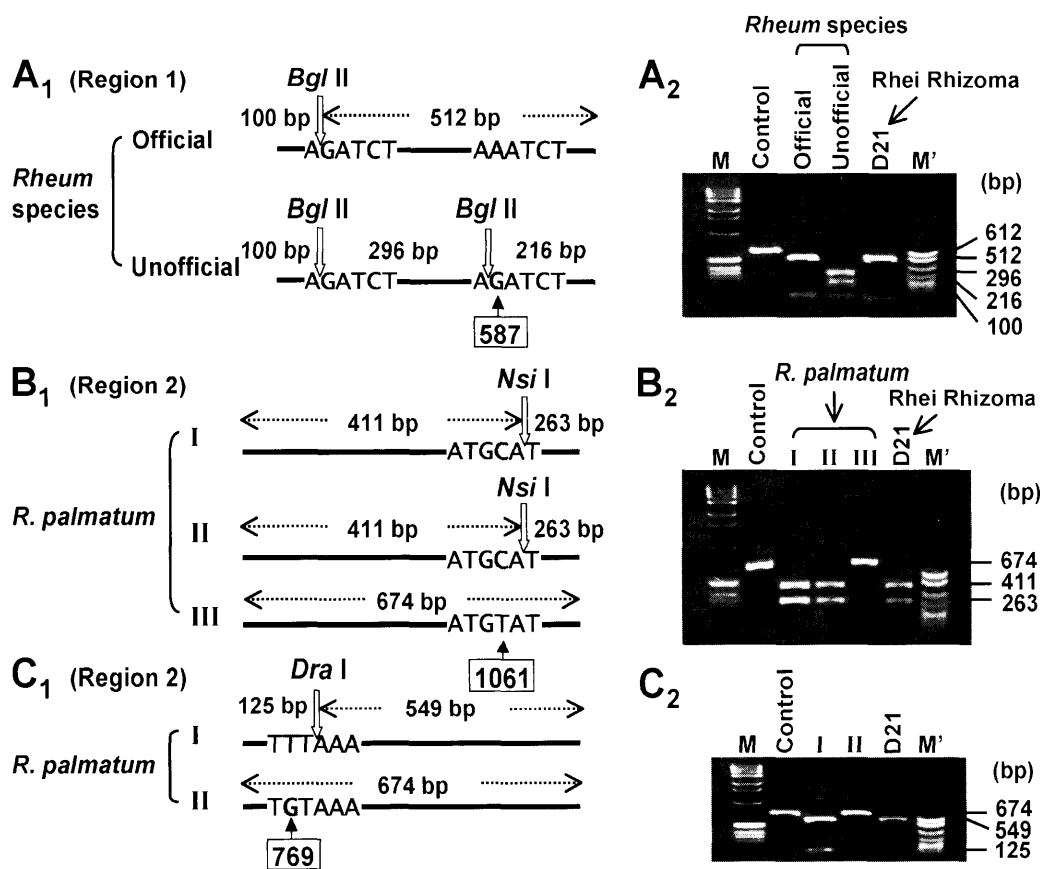 A1 (Region 1)
Bgl II
100 bp
512 bp
Official
AGATCT
AAATCT
Rheum species
Bgl II
Bgl II
100 bp
296 bp
216 bp
Unofficial
AGATCT
AGATCT
587
A2
Rheum species
Rhei Rhizoma
M
Control
Official
Unofficial
D21
M'
(bp)
612
512
296
216
100
B1 (Region 2)
Nsi I
411 bp
263 bp
I
ATGCAT
Nsi I
R. palmatum
II
411 bp
263 bp
ATGCAT
674 bp
III
ATGTAT
1061
B2
R. palmatum
Rhei Rhizoma
M
Control
I
II
III
D21
M'
(bp)
674
411
263
C1 (Region 2)
Dra I
125 bp
549 bp
I
TTTAAA
R. palmatum
674 bp
II
TGTAAA
769
C2
M
Control
I
II
D21
M'
(bp)
674
549
125